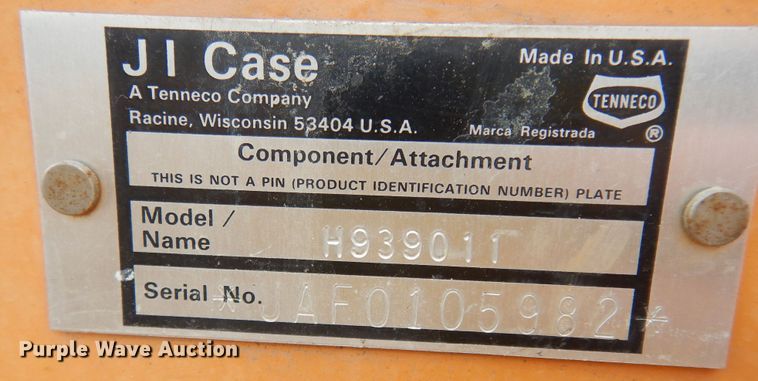 J I Case
A Tenneco Company
Racine, Wisconsin 53404 U.S.A.
Made In U.S.A.
TENNECO
Marca Registrada ®
Component/Attachment
THIS IS NOT A PIN (PRODUCT IDENTIFICATION NUMBER) PLATE
Model / Name H939011
Serial No. *JAF0105982*
Purple Wave Auction